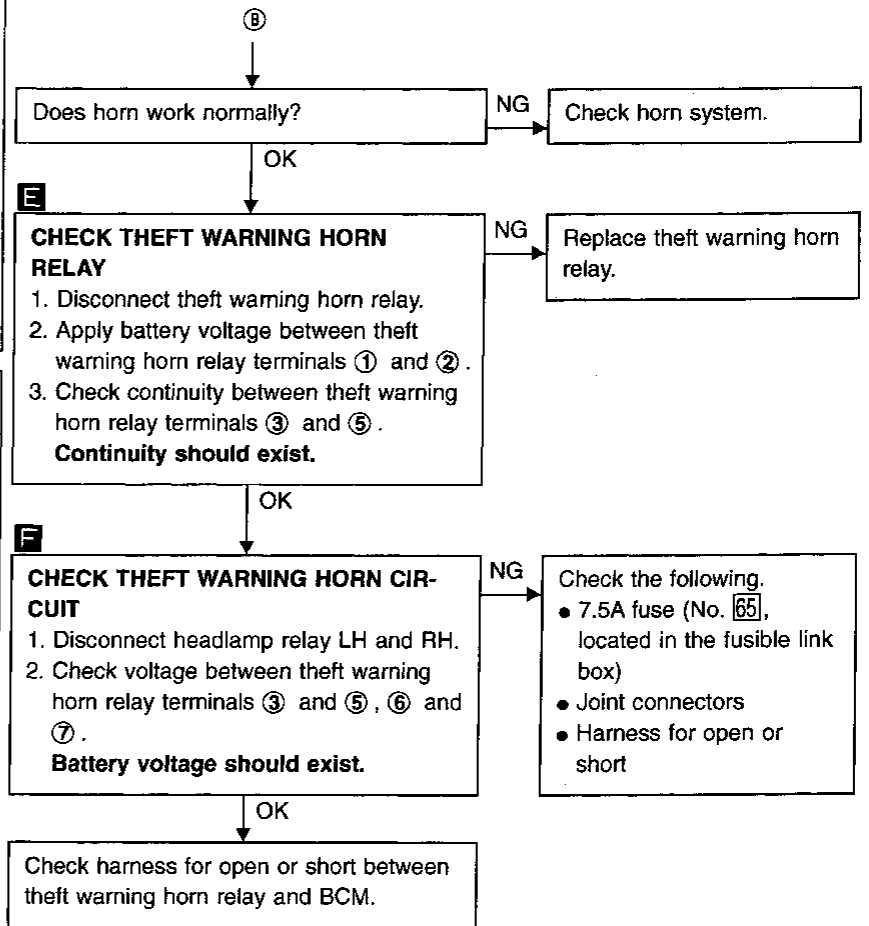 Ⓑ
Does horn work normally?
NG
Check horn system.
OK
E
CHECK THEFT WARNING HORN
RELAY
1. Disconnect theft warning horn relay.
2. Apply battery voltage between theft
warning horn relay terminals ① and ② .
3. Check continuity between theft warning
horn relay terminals ③ and ⑤ .
Continuity should exist.
NG
Replace theft warning horn
relay.
OK
F
CHECK THEFT WARNING HORN CIR-
CUIT
1. Disconnect headlamp relay LH and RH.
2. Check voltage between theft warning
horn relay terminals ③ and ⑤ , ⑥ and
⑦ .
Battery voltage should exist.
NG
Check the following.
● 7.5A fuse (No. 65,
located in the fusible link
box)
● Joint connectors
● Harness for open or
short
OK
Check harness for open or short between
theft warning horn relay and BCM.